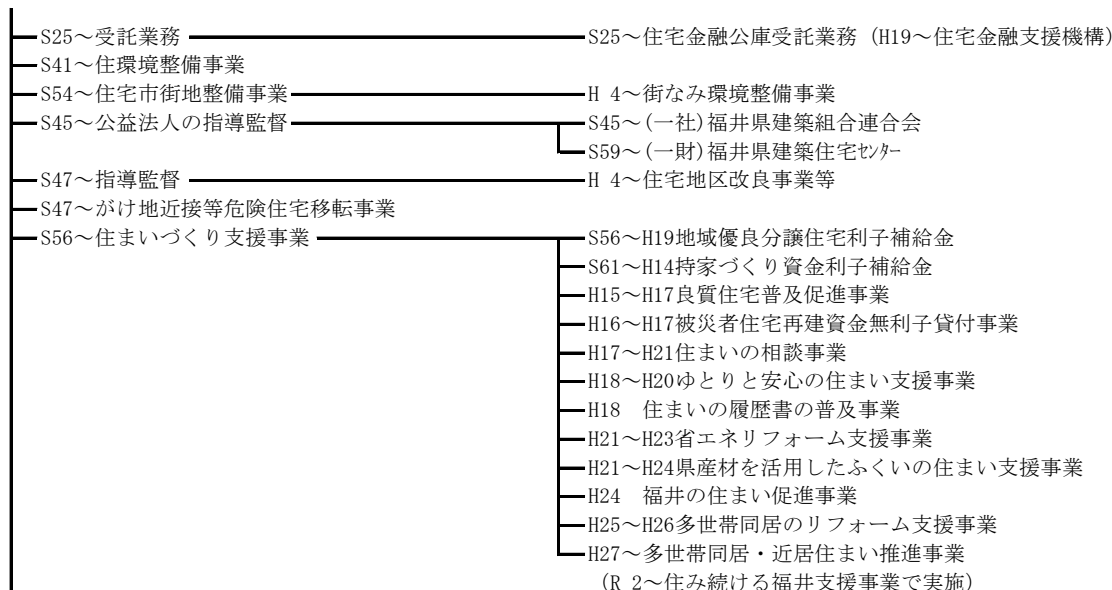 S25～受託業務 S25～住宅金融公庫受託業務 (H19～住宅金融支援機構)
S41～住環境整備事業
S54～住宅市街地整備事業 H 4～街なみ環境整備事業
S45～公益法人の指導監督 S45～(一社)福井県建築組合連合会
S59～(一財)福井県建築住宅ｾﾝﾀｰ
S47～指導監督 H 4～住宅地区改良事業等
S47～がけ地近接等危険住宅移転事業
S56～住まいづくり支援事業 S56～H19地域優良分譲住宅利子補給金
S61～H14持家づくり資金利子補給金
H15～H17良質住宅普及促進事業
H16～H17被災者住宅再建資金無利子貸付事業
H17～H21住まいの相談事業
H18～H20ゆとりと安心の住まい支援事業
H18　住まいの履歴書の普及事業
H21～H23省エネリフォーム支援事業
H21～H24県産材を活用したふくいの住まい支援事業
H24　福井の住まい促進事業
H25～H26多世帯同居のリフォーム支援事業
H27～多世帯同居・近居住まい推進事業
(R 2～住み続ける福井支援事業で実施)